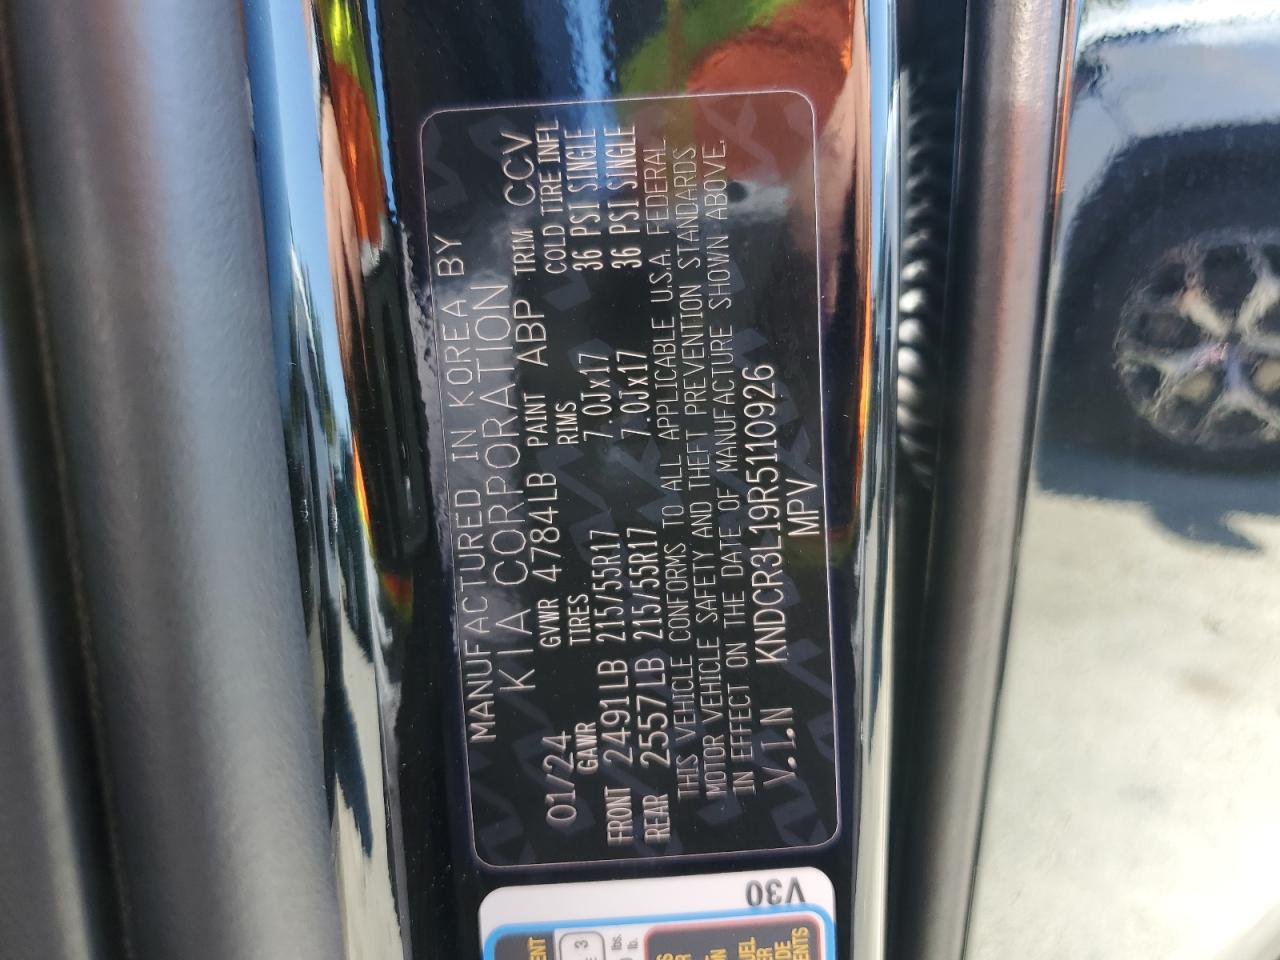 MANUFACTURED IN KOREA BY
KIA CORPORATION
01/24 GVWR 4784LB PAINT ABP TRIM CCV
GAWR TIRES RIMS COLD TIRE INFL
FRONT 2491LB 215/55R17 7.0Jx17 36 PSI SINGLE
REAR 2557LB 215/55R17 7.0Jx17 36 PSI SINGLE
THIS VEHICLE CONFORMS TO ALL APPLICABLE U.S.A. FEDERAL
MOTOR VEHICLE SAFETY AND THEFT PREVENTION STANDARDS
IN EFFECT ON THE DATE OF MANUFACTURE SHOWN ABOVE.
V.I.N KNDCR3L19R5110926
MPV
V30